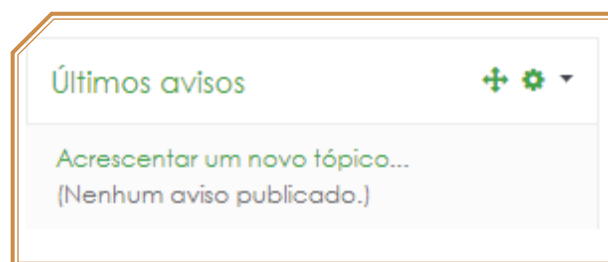 Últimos avisos
Acrescentar um novo tópico...
(Nenhum aviso publicado.)